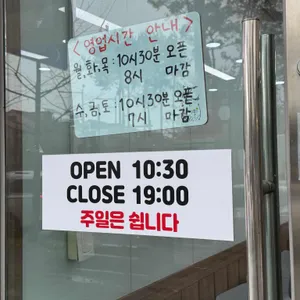 <영업시간 안내>
월,화,목: 10시30분 오픈
8시 마감
수,금,토: 10시30분 오픈
7시 마감
OPEN 10:30
CLOSE 19:00
주일은 쉽니다